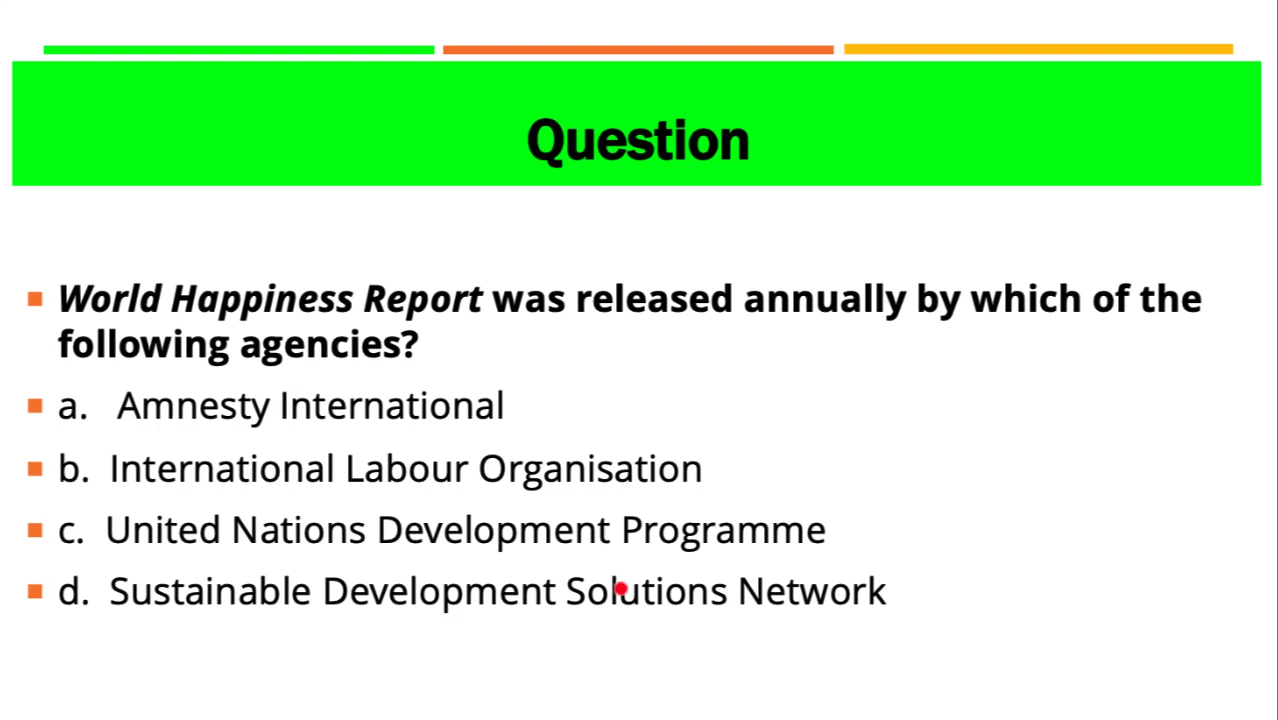 Question
World Happiness Report was released annually by which of the
following agencies?
a. Amnesty International
b. International Labour Organisation
c. United Nations Development Programme
d. Sustainable Development Solutions Network